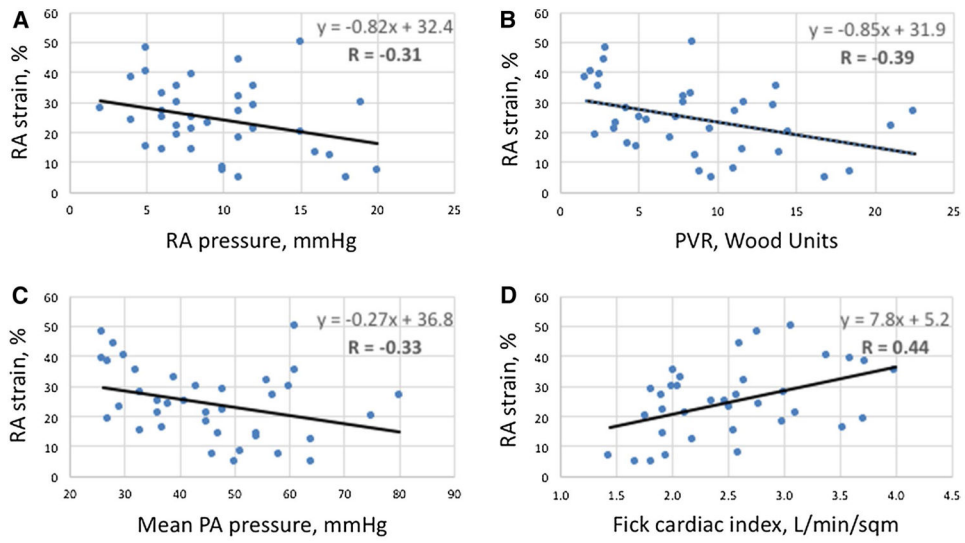 A
y = -0.82x + 32.4
R = -0.31
RA strain, %
60
50
40
30
20
10
0
0 5 10 15 20 25
RA pressure, mmHg
B
y = -0.85x + 31.9
R = -0.39
RA strain, %
60
50
40
30
20
10
0
0 5 10 15 20 25
PVR, Wood Units
C
y = -0.27x + 36.8
R = -0.33
RA strain, %
60
50
40
30
20
10
0
20 30 40 50 60 70 80 90
Mean PA pressure, mmHg
D
y = 7.8x + 5.2
R = 0.44
RA strain, %
60
50
40
30
20
10
0
1.0 1.5 2.0 2.5 3.0 3.5 4.0 4.5
Fick cardiac index, L/min/sqm